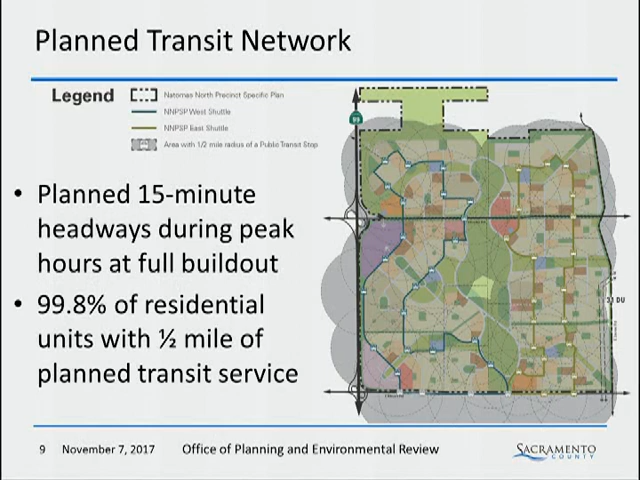 Planned Transit Network
Legend
Natomas North Precinct Specific Plan
NNPSP West Shuttle
NNPSP East Shuttle
Area with 1/2 mile radius of a Public Transit Stop
99
• Planned 15-minute
headways during peak
hours at full buildout
• 99.8% of residential
units with ½ mile of
planned transit service
31 DU
9 November 7, 2017 Office of Planning and Environmental Review
SACRAMENTO
COUNTY